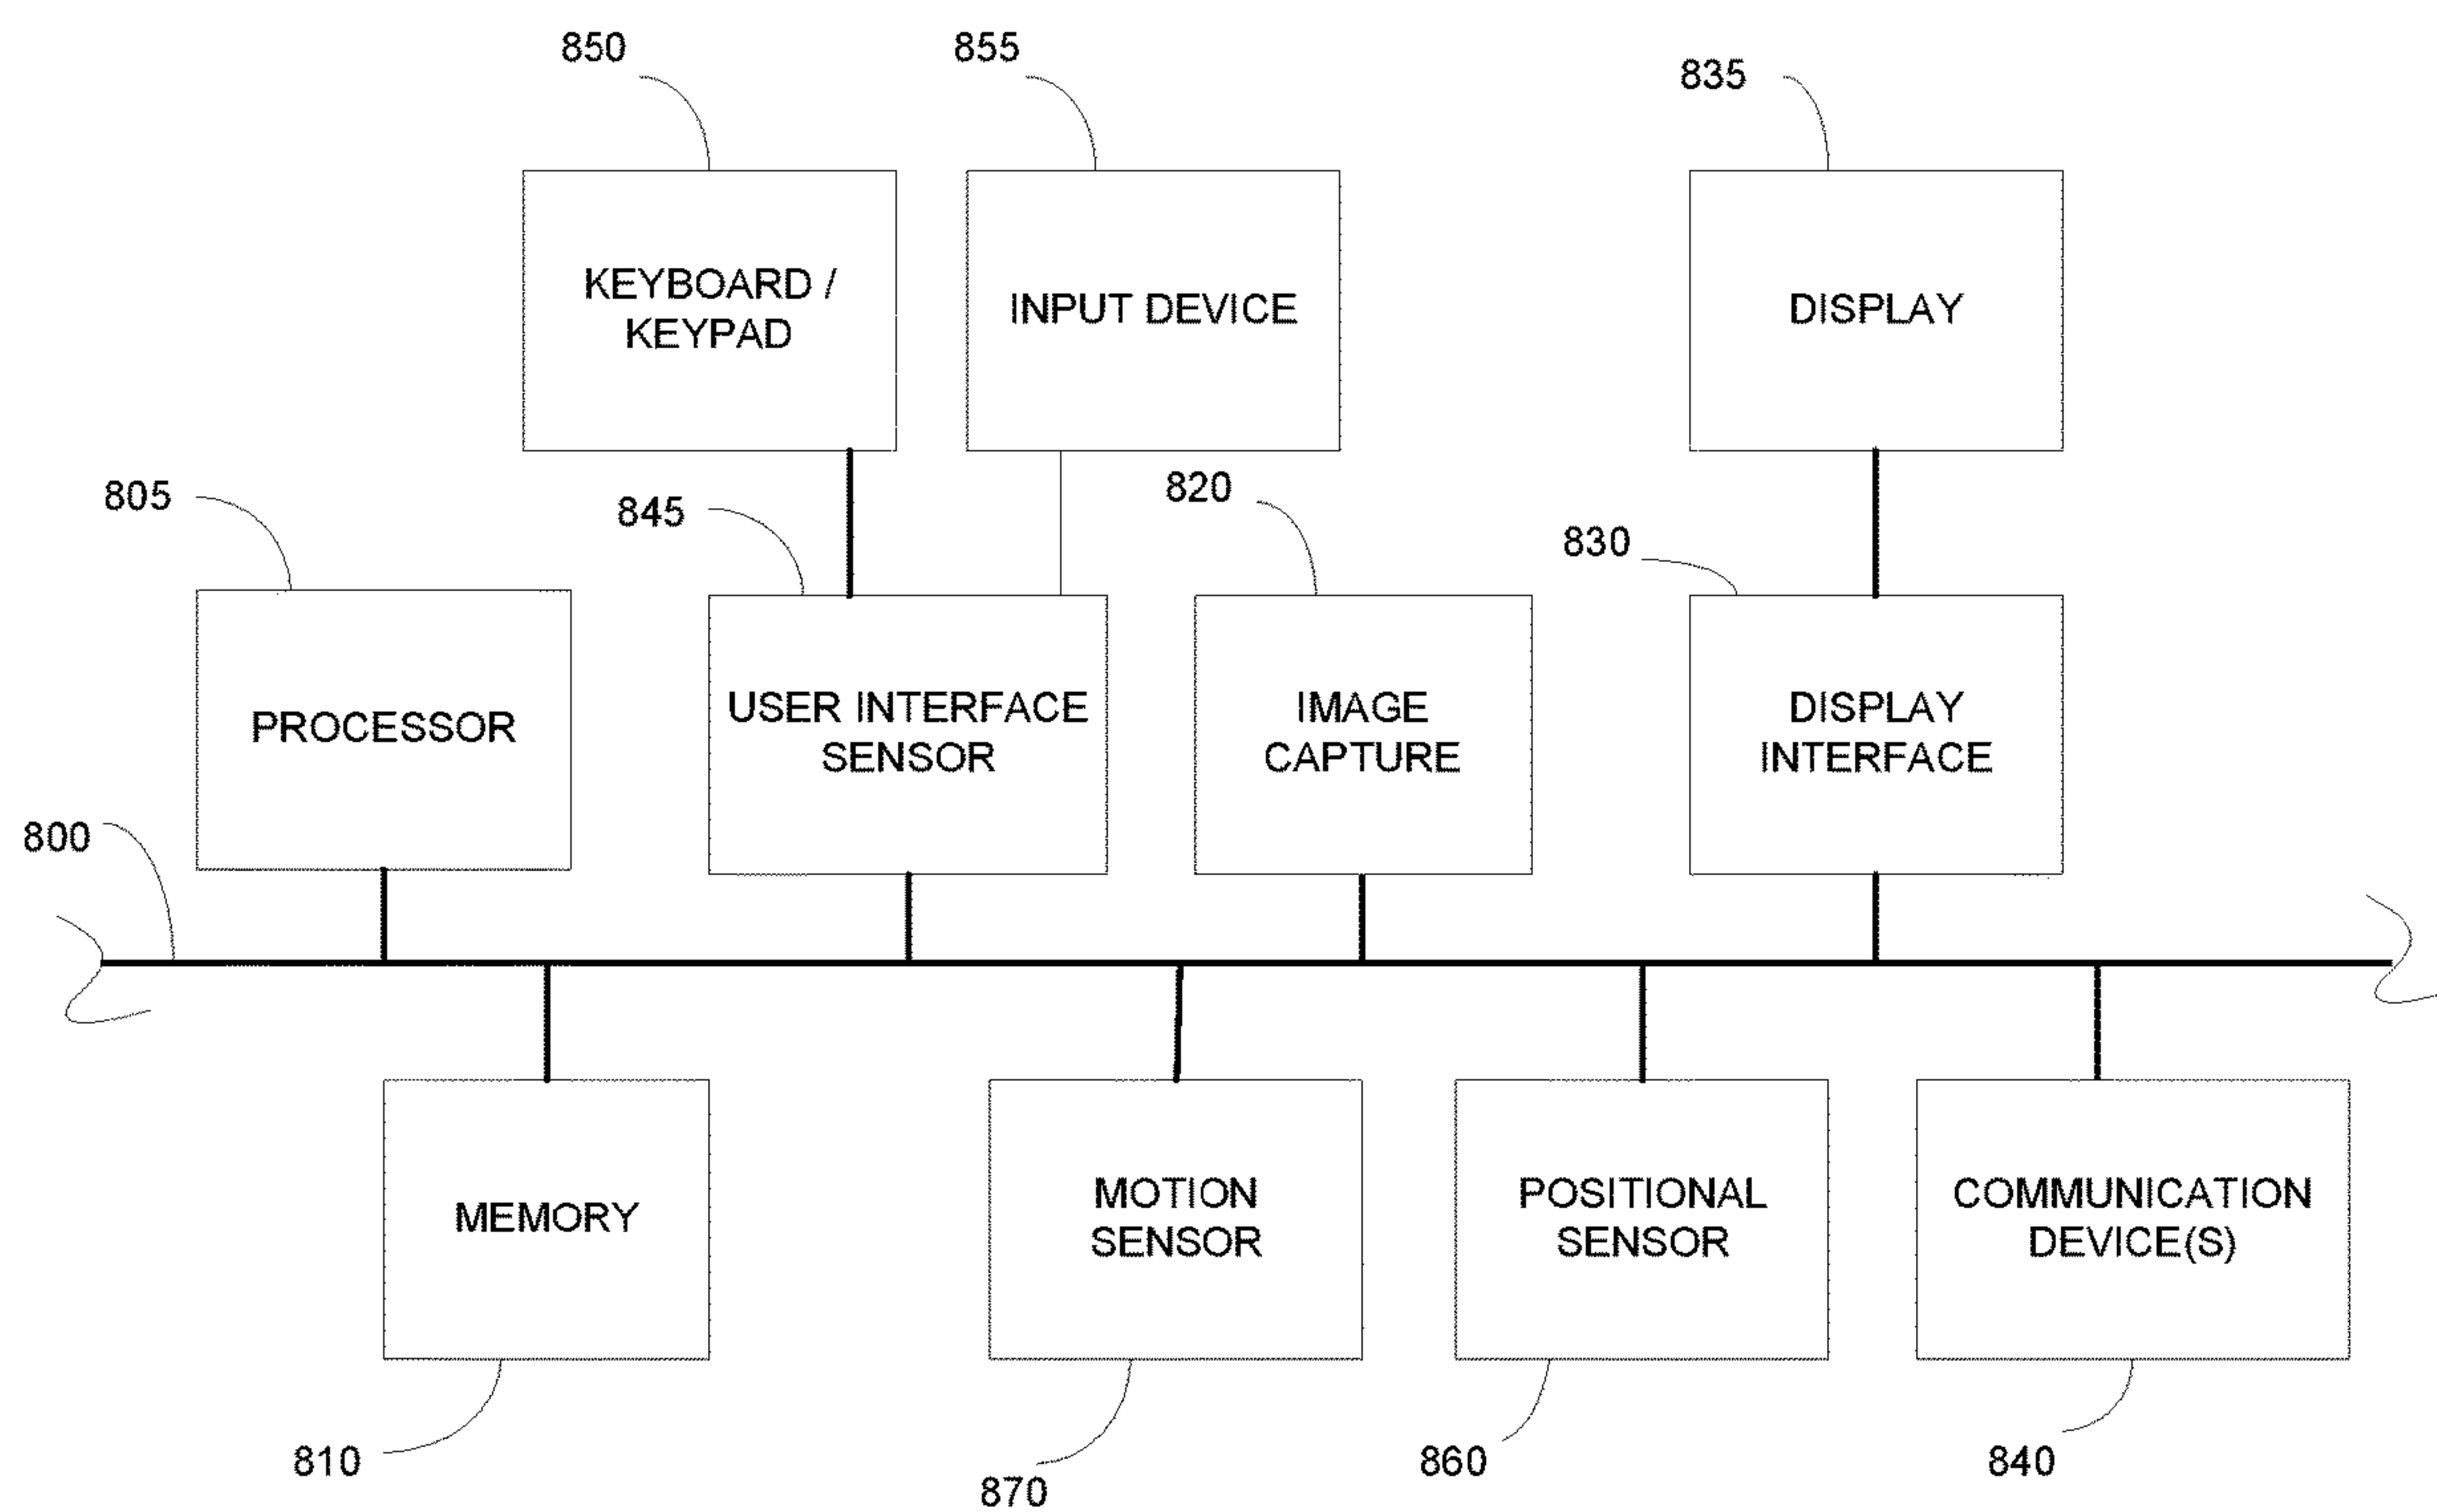 850
855
835
KEYBOARD /
KEYPAD
INPUT DEVICE
DISPLAY
805
845
820
830
PROCESSOR
USER INTERFACE
SENSOR
IMAGE
CAPTURE
DISPLAY
INTERFACE
800
MEMORY
MOTION
SENSOR
POSITIONAL
SENSOR
COMMUNICATION
DEVICE(S)
810
870
860
840